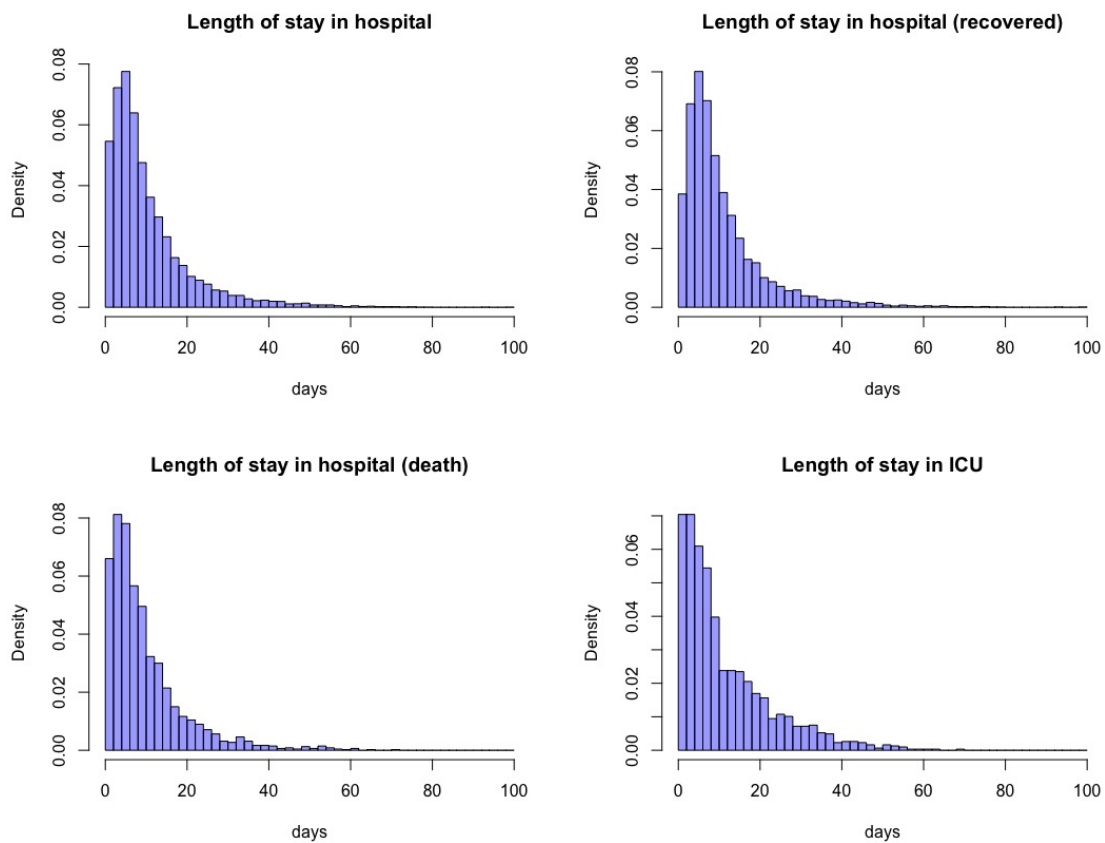 Length of stay in hospital
Density
0.00 0.02 0.04 0.06 0.08
0 20 40 60 80 100
days
Length of stay in hospital (recovered)
Density
0.00 0.02 0.04 0.06 0.08
0 20 40 60 80 100
days
Length of stay in hospital (death)
Density
0.00 0.02 0.04 0.06 0.08
0 20 40 60 80 100
days
Length of stay in ICU
Density
0.00 0.02 0.04 0.06
0 20 40 60 80 100
days